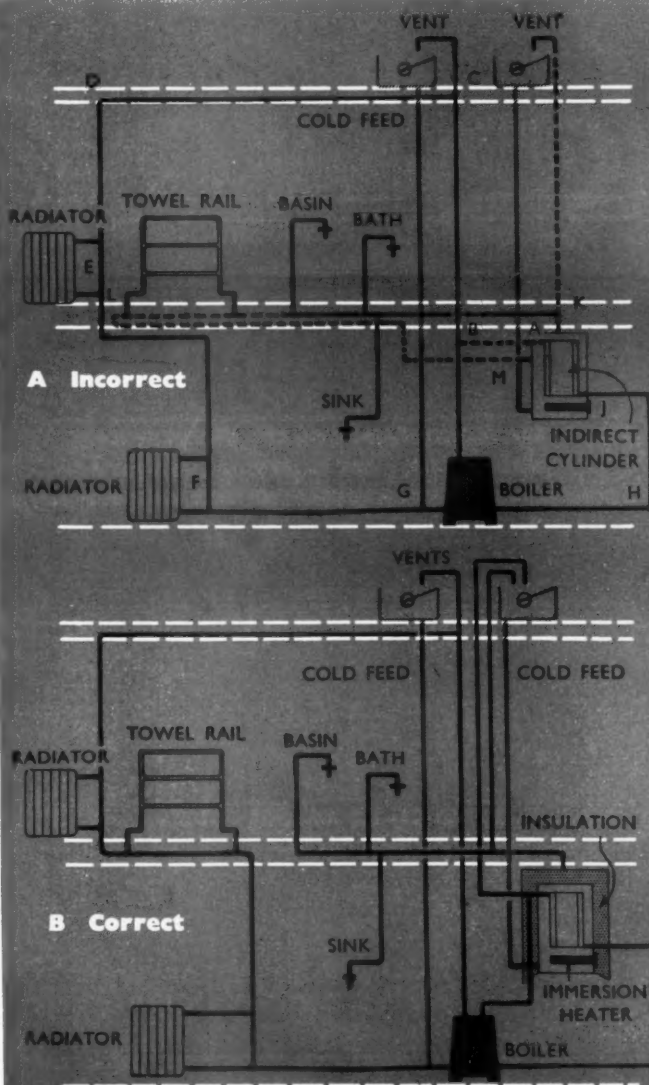 VENT VENT
D C
COLD FEED
TOWEL RAIL BASIN
RADIATOR BATH
E
L K
B A
A Incorrect M
SINK J
INDIRECT
CYLINDER
RADIATOR F G BOILER H
VENTS
COLD FEED COLD FEED
TOWEL RAIL BASIN
RADIATOR BATH
INSULATION
B Correct
SINK
IMMERSION
HEATER
RADIATOR BOILER